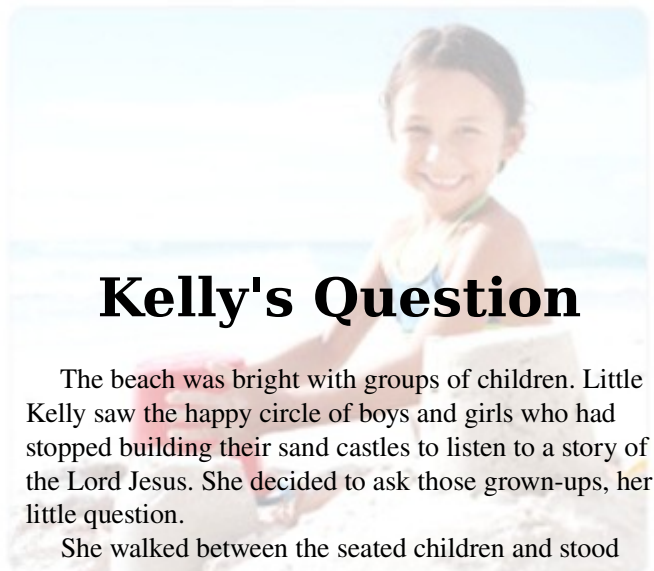 Kelly's Question
The beach was bright with groups of children. Little
Kelly saw the happy circle of boys and girls who had
stopped building their sand castles to listen to a story of
the Lord Jesus. She decided to ask those grown-ups, her
little question.
She walked between the seated children and stood